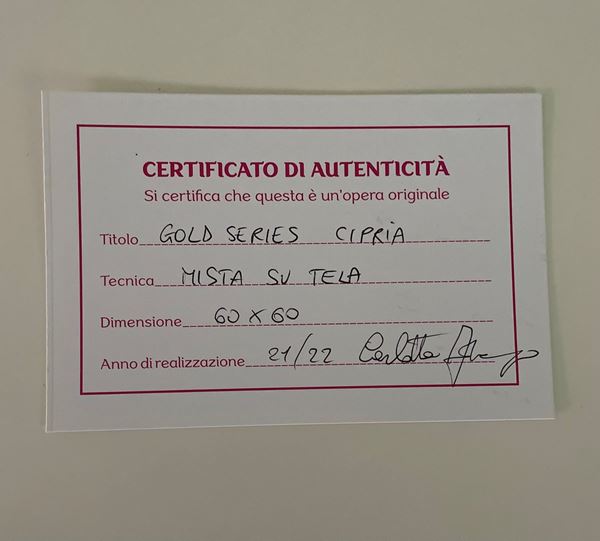 CERTIFICATO DI AUTENTICITÀ
Si certifica che questa è un'opera originale
Titolo GOLD SERIES CIPRIA
Tecnica MISTA SU TELA
Dimensione 60 x 60
Anno di realizzazione 21/22 Carlotta